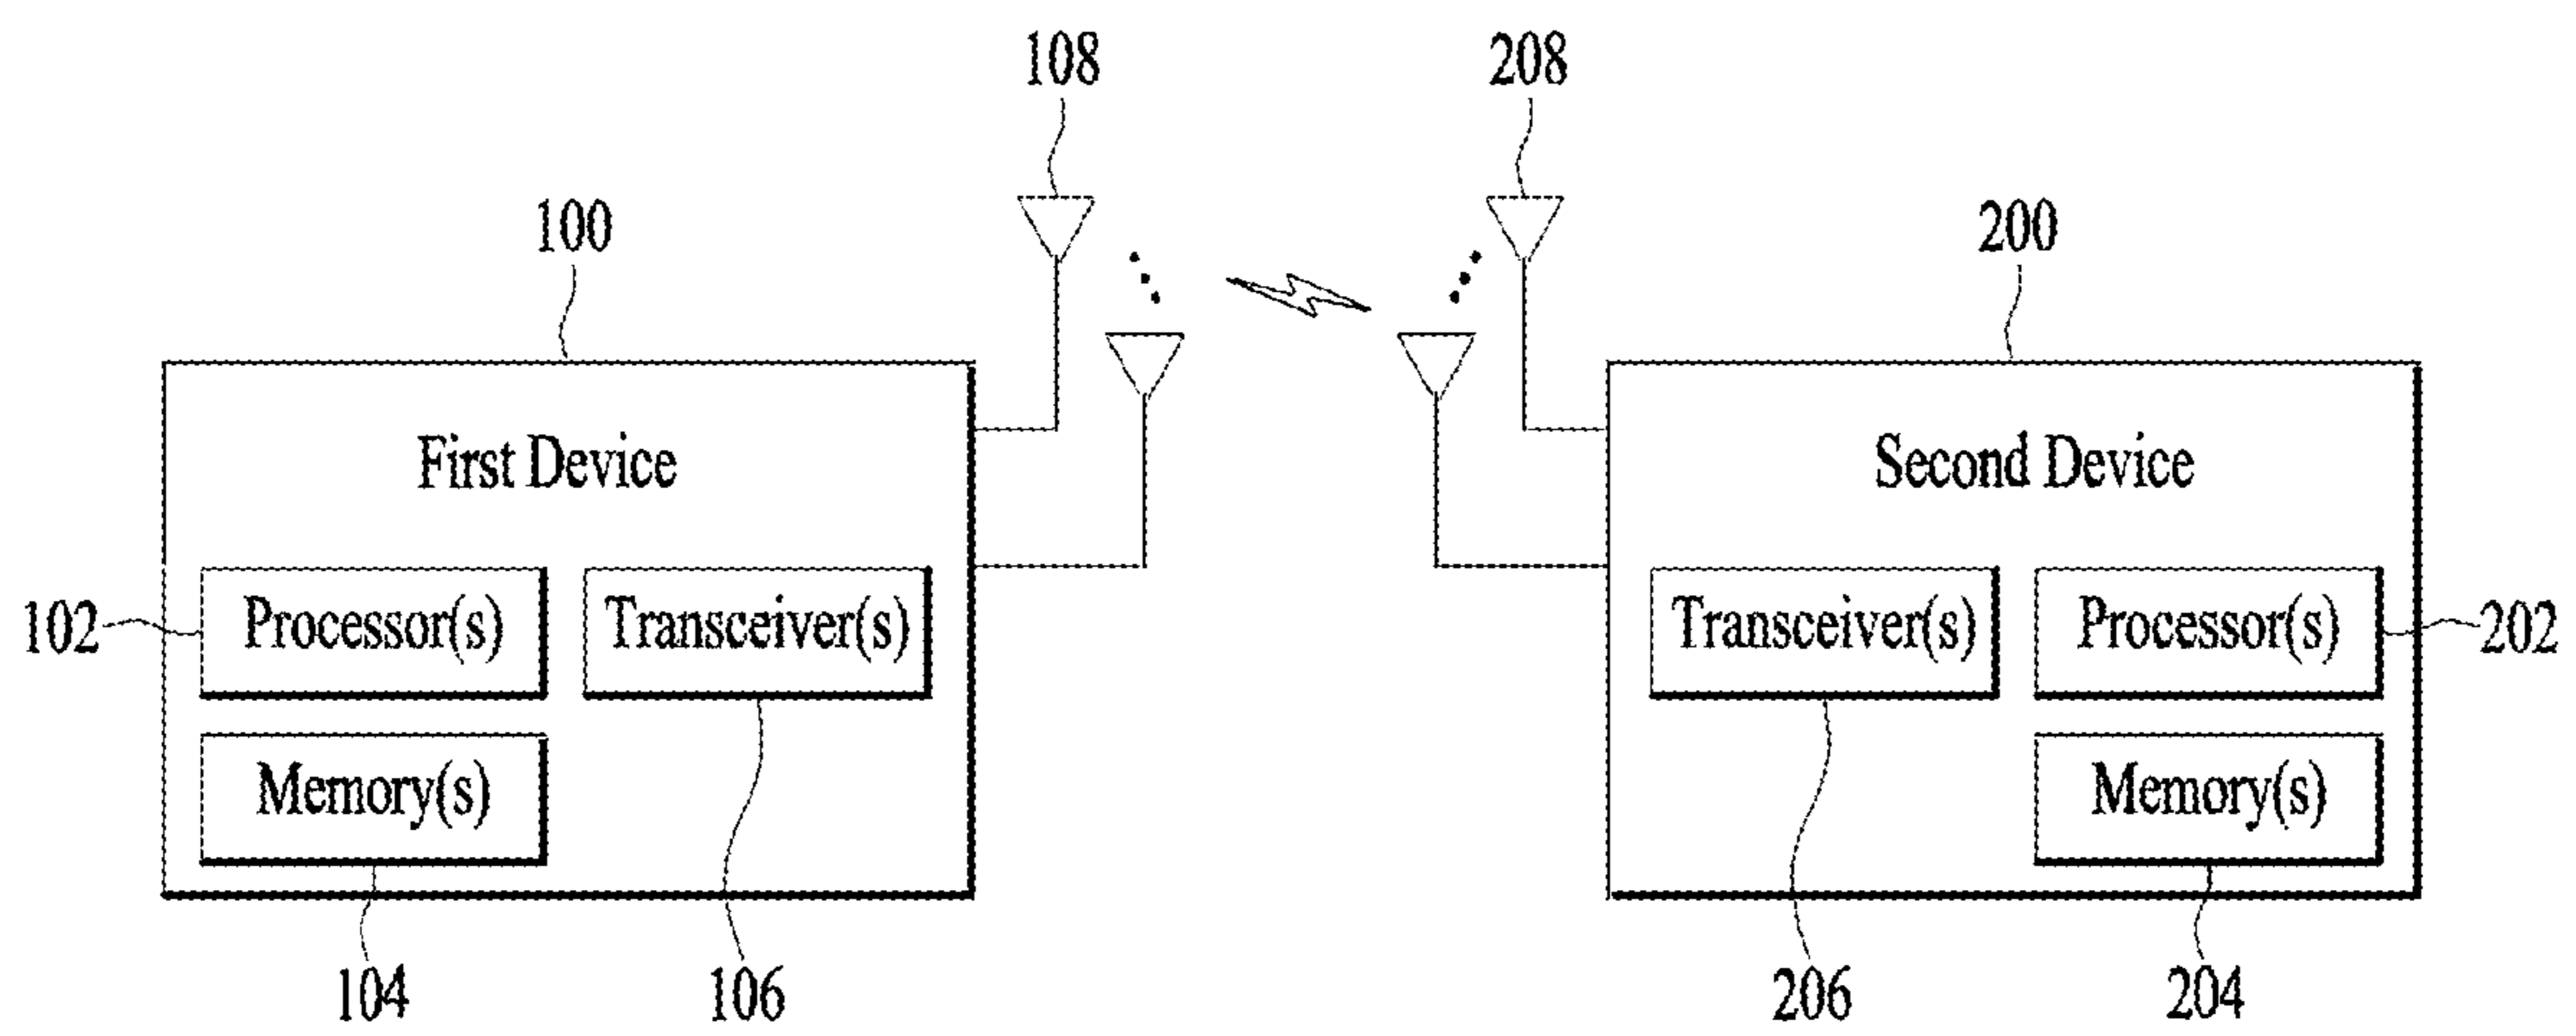 108 208
100 200
First Device Second Device
102 Processor(s) Transceiver(s) Transceiver(s) Processor(s) 202
Memory(s) Memory(s)
104 106 206 204